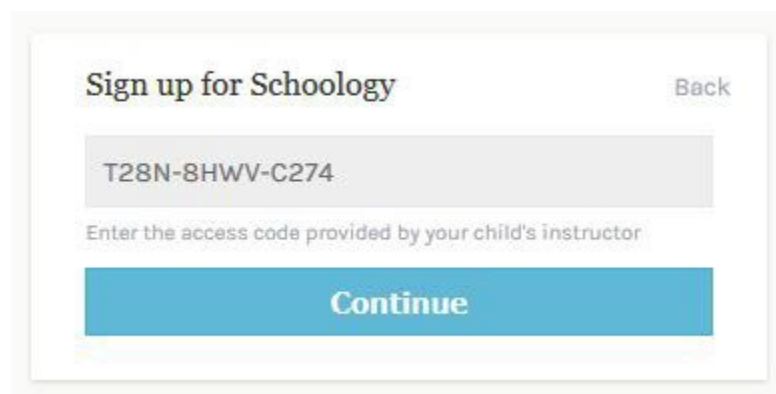 Sign up for Schoology Back
T28N-8HWV-C274
Enter the access code provided by your child's instructor
Continue